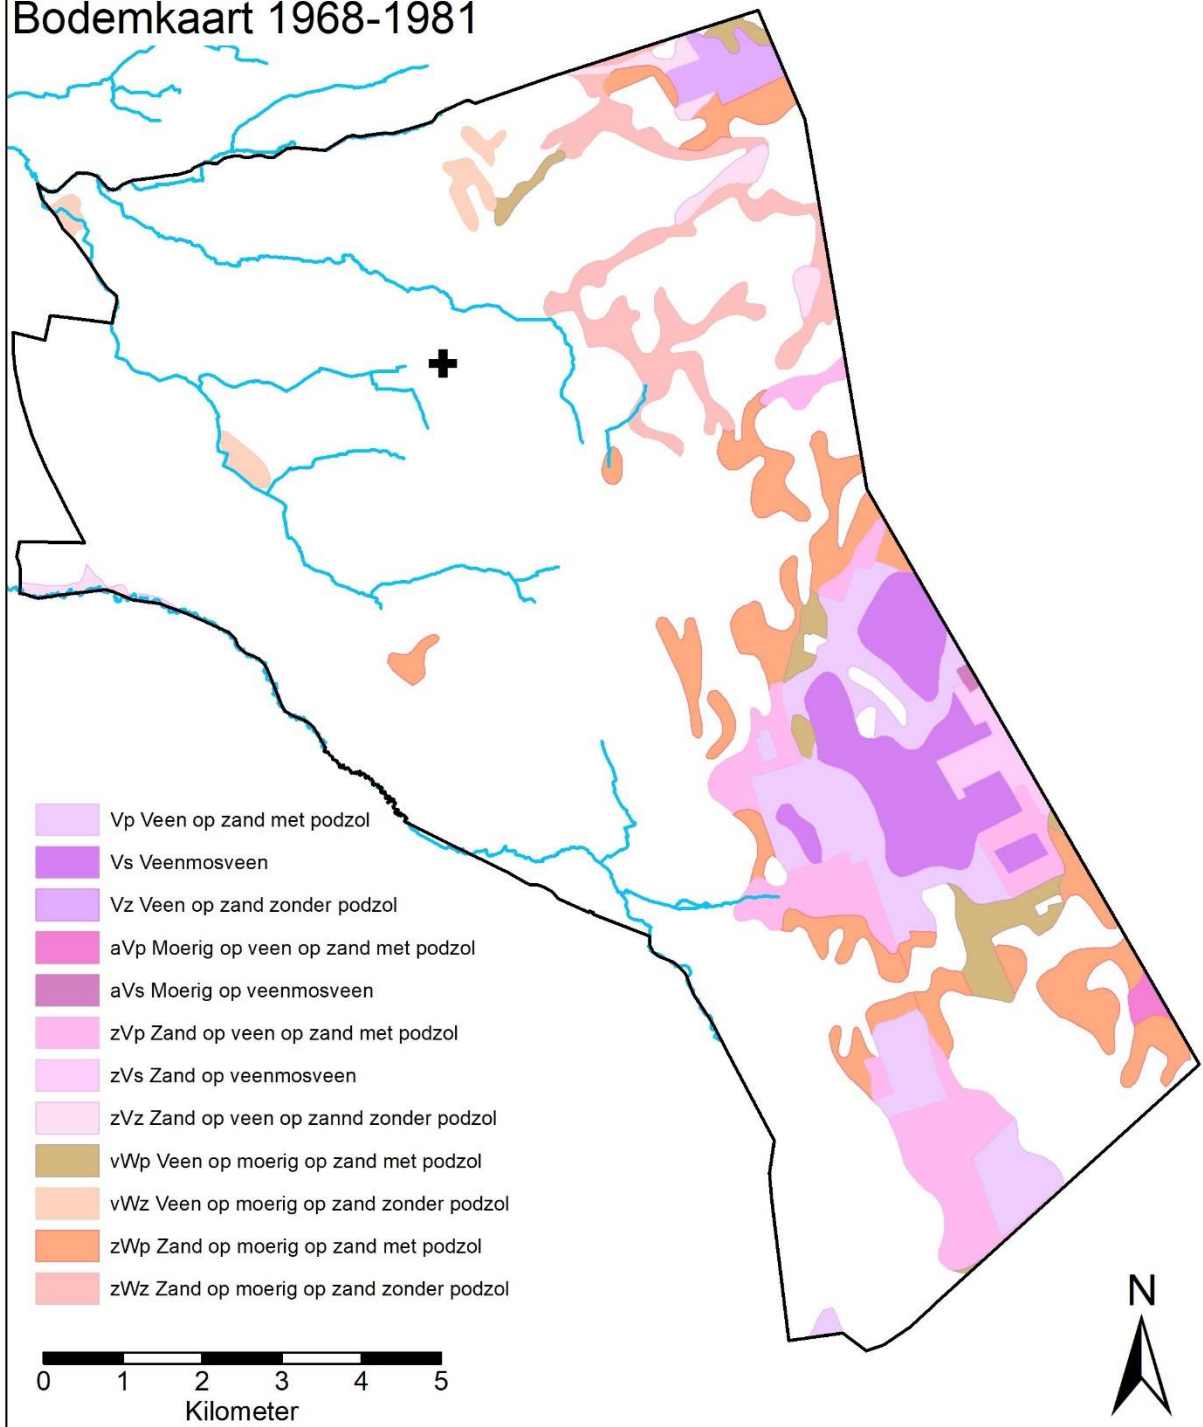 Bodemkaart 1968-1981
Vp Veen op zand met podzol
Vs Veenmosveen
Vz Veen op zand zonder podzol
aVp Moerig op veen op zand met podzol
aVs Moerig op veenmosveen
zVp Zand op veen op zand met podzol
zVs Zand op veenmosveen
zVz Zand op veen op zannd zonder podzol
vWp Veen op moerig op zand met podzol
vWz Veen op moerig op zand zonder podzol
zWp Zand op moerig op zand met podzol
zWz Zand op moerig op zand zonder podzol
0 1 2 3 4 5
Kilometer
N